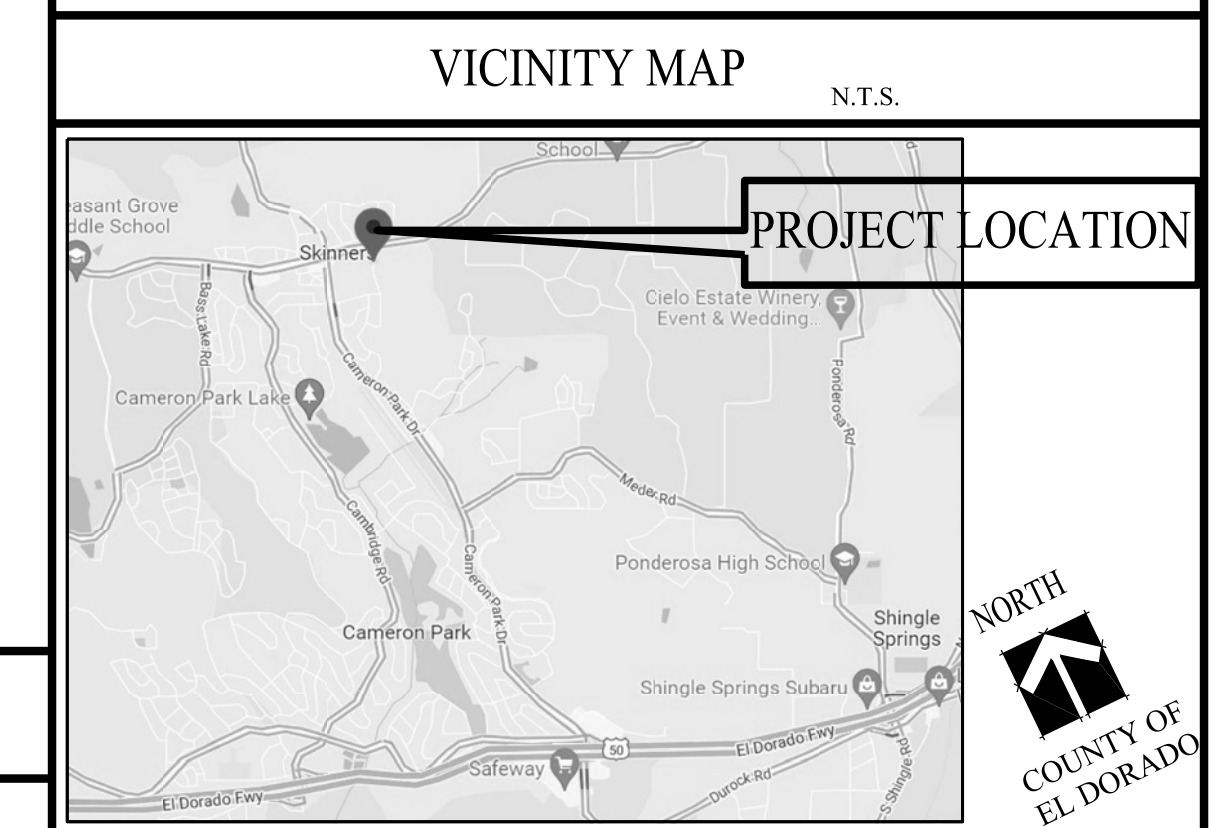 VICINITY MAP
N.T.S.
School
d
easant Grove
ddle School
PROJECT LOCATION
Skinners
Bass Lake Rd
Cielo Estate Winery,
Event & Wedding...
Cameron Park Dr
Ponderosa Rd
Cameron Park Lake
Meder Rd
Cambridge Rd
Cameron Park Dr
Ponderosa High School
NORTH
Shingle
Springs
Cameron Park
Shingle Springs Subaru
COUNTY OF
EL DORADO
50
El Dorado Fwy
Safeway
Durock Rd
S Shingle Rd
El Dorado Fwy